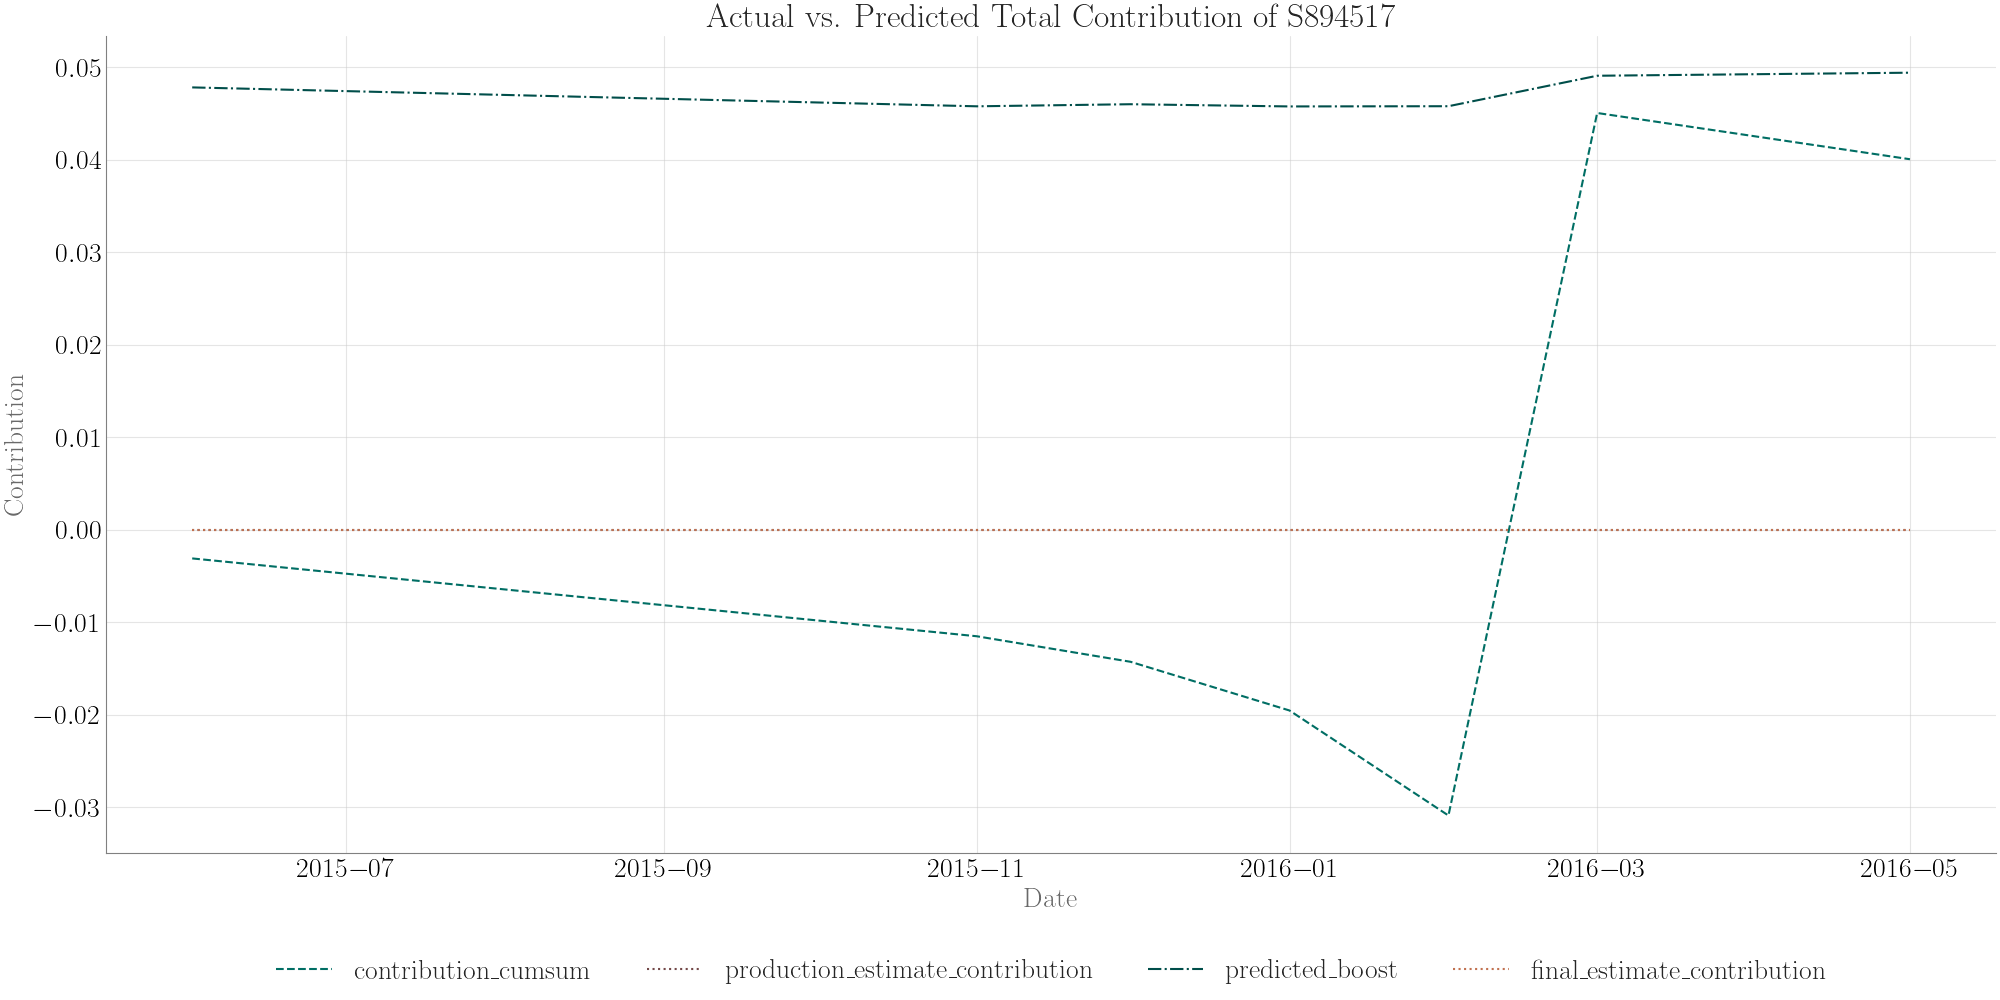 Actual vs. Predicted Total Contribution of S894517
0.05
0.04
0.03
0.02
0.01
0.00
−0.01
−0.02
−0.03
Contribution
2015−07 2015−09 2015−11 2016−01 2016−03 2016−05
Date
contribution_cumsum production_estimate_contribution predicted_boost final_estimate_contribution